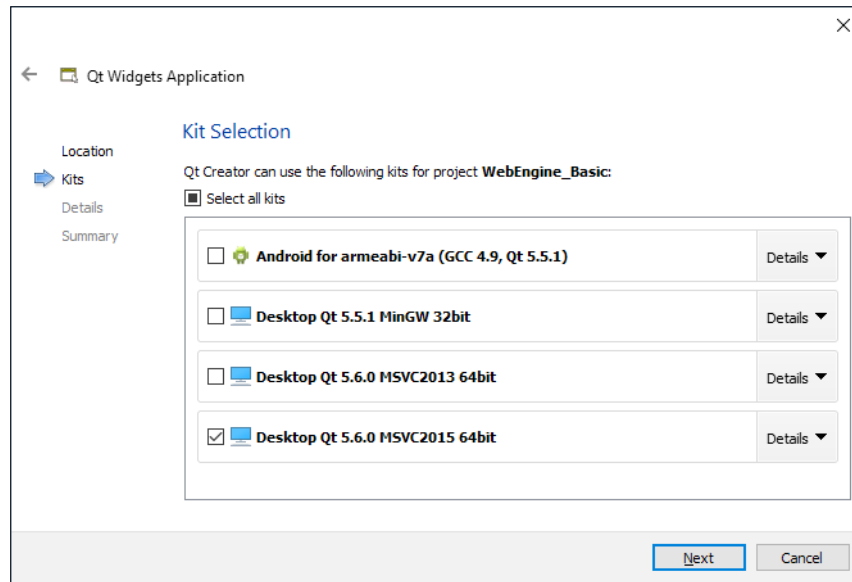 Qt Widgets Application
Location
Kits
Details
Summary
Kit Selection
Qt Creator can use the following kits for project WebEngine_Basic:
Select all kits
Android for armeabi-v7a (GCC 4.9, Qt 5.5.1) Details
Desktop Qt 5.5.1 MinGW 32bit Details
Desktop Qt 5.6.0 MSVC2013 64bit Details
Desktop Qt 5.6.0 MSVC2015 64bit Details
Next Cancel